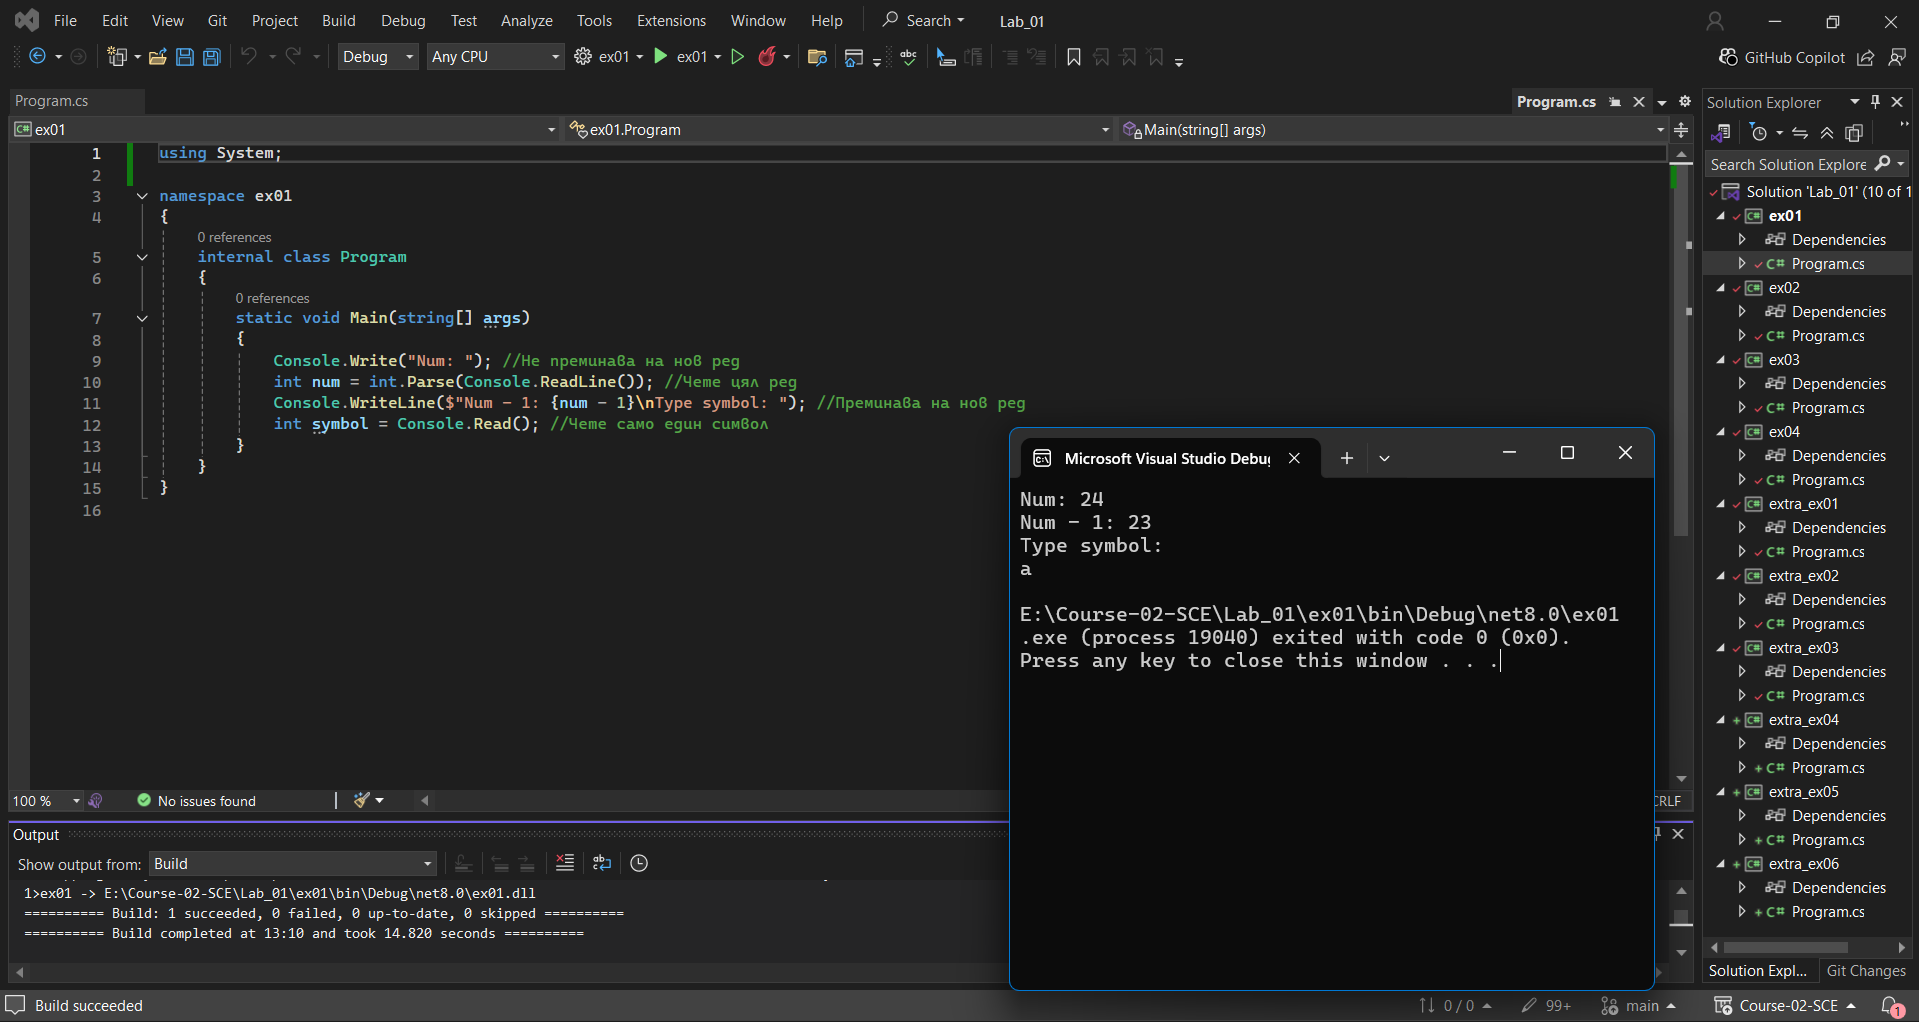 File Edit View Git Project Build Debug Test Analyze Tools Extensions Window Help Search Lab_01
Debug Any CPU ex01 ex01 GitHub Copilot
Program.cs Program.cs
ex01 ex01.Program Main(string[] args)
1 using System;
2
3 namespace ex01
4 {
0 references
5 internal class Program
6 {
0 references
7 static void Main(string[] args)
8 {
9 Console.Write("Num: "); //Не преминава на нов ред
10 int num = int.Parse(Console.ReadLine()); //Чете цял ред
11 Console.WriteLine($"Num - 1: {num - 1}\nType symbol: "); //Преминава на нов ред
12 int symbol = Console.Read(); //Чете само един символ
13 }
14 }
15 }
16
Microsoft Visual Studio Debu
Num: 24
Num - 1: 23
Type symbol:
a
E:\Course-02-SCE\Lab_01\ex01\bin\Debug\net8.0\ex01
.exe (process 19040) exited with code 0 (0x0).
Press any key to close this window . . .
100 % No issues found CRLF
Output
Show output from: Build
1>ex01 -> E:\Course-02-SCE\Lab_01\ex01\bin\Debug\net8.0\ex01.dll
========== Build: 1 succeeded, 0 failed, 0 up-to-date, 0 skipped ==========
========== Build completed at 13:10 and took 14.820 seconds ==========
Solution Explorer
Search Solution Explore
Solution 'Lab_01' (10 of 1
ex01
Dependencies
C# Program.cs
ex02
Dependencies
C# Program.cs
ex03
Dependencies
C# Program.cs
ex04
Dependencies
C# Program.cs
extra_ex01
Dependencies
C# Program.cs
extra_ex02
Dependencies
C# Program.cs
extra_ex03
Dependencies
C# Program.cs
extra_ex04
Dependencies
C# Program.cs
extra_ex05
Dependencies
C# Program.cs
extra_ex06
Dependencies
C# Program.cs
Solution Expl... Git Changes
Build succeeded 0 / 0 99+ main Course-02-SCE 1